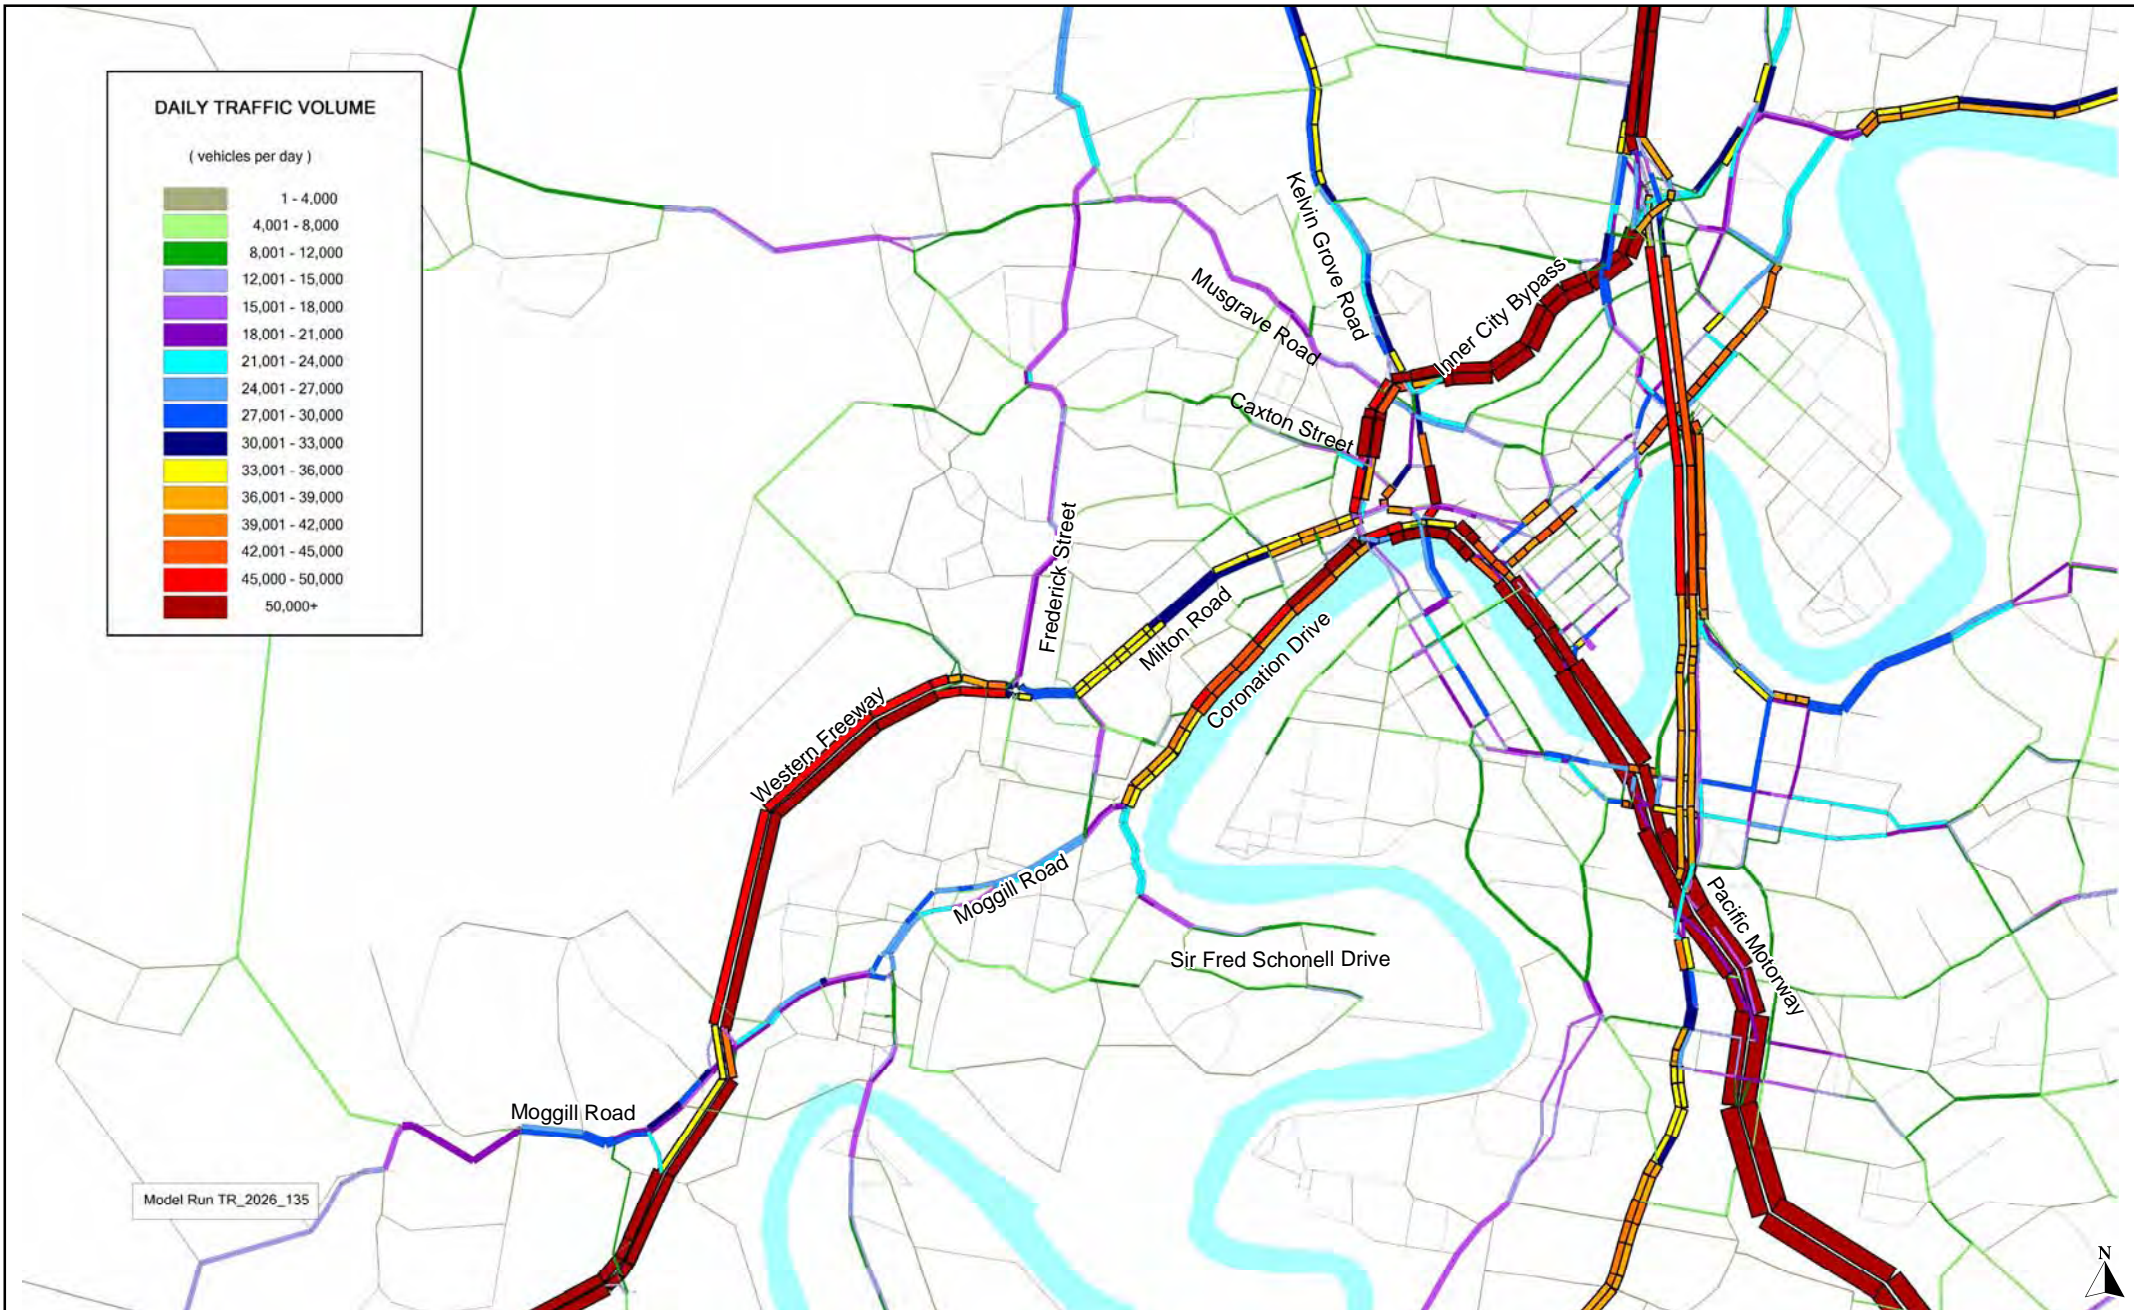 DAILY TRAFFIC VOLUME
( vehicles per day )
1 - 4,000
4,001 - 8,000
8,001 - 12,000
12,001 - 15,000
15,001 - 18,000
18,001 - 21,000
21,001 - 24,000
24,001 - 27,000
27,001 - 30,000
30,001 - 33,000
33,001 - 36,000
36,001 - 39,000
39,001 - 42,000
42,001 - 45,000
45,000 - 50,000
50,000+
Kelvin Grove Road
Musgrave Road
Inner City Bypass
Caxton Street
Frederick Street
Milton Road
Coronation Drive
Western Freeway
Moggill Road
Pacific Motorway
Sir Fred Schonell Drive
Moggill Road
Model Run TR_2026_135
N